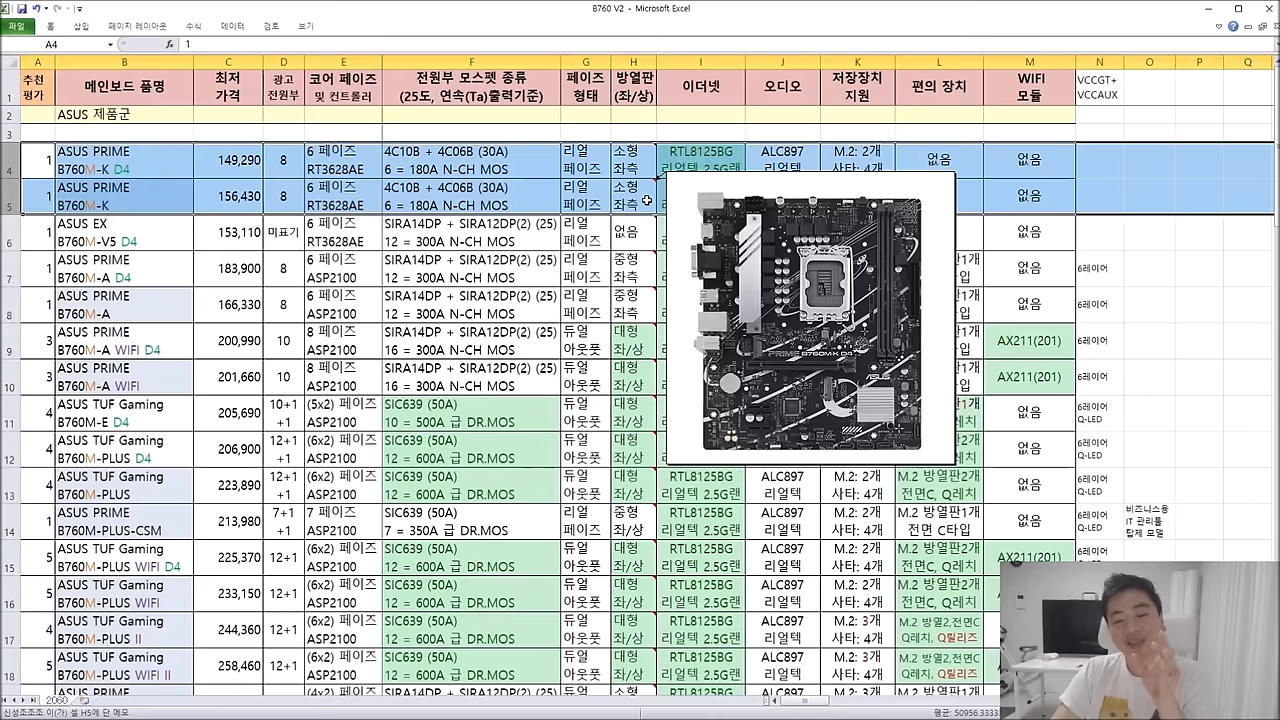 B760 V2 - Microsoft Excel
파일 홈 삽입 페이지 레이아웃 수식 데이터 검토 보기
A4 fx 1
A B C D E F G H I J K L M N O P Q
1 추천 평가 메인보드 품명 최저 가격 광고 전원부 코어 페이즈 및 컨트롤러 전원부 모스펫 종류 (25도, 연속(Ta)출력기준) 페이즈 형태 방열판 (좌/상) 이더넷 오디오 저장장치 지원 편의 장치 WIFI 모듈 VCCGT+ VCCAUX
2 ASUS 제품군
3
ASUS PRIME 6 페이즈 4C10B + 4C06B (30A) 리얼 소형 RTL8125BG ALC897 M.2: 2개
4 1 B760M-K D4 149,290 8 RT3628AE 6 = 180A N-CH MOS 페이즈 좌측 리얼텍 2.5G랜 리얼텍 사타: 4개 없음 없음
ASUS PRIME 6 페이즈 4C10B + 4C06B (30A) 리얼 소형
5 1 B760M-K 156,430 8 RT3628AE 6 = 180A N-CH MOS 페이즈 좌측 없음
ASUS EX 6 페이즈 SIRA14DP + SIRA12DP(2) (25) 리얼
6 1 B760M-V5 D4 153,110 미표기 RT3628AE 12 = 300A N-CH MOS 페이즈 없음 없음
ASUS PRIME 6 페이즈 SIRA14DP + SIRA12DP(2) (25) 리얼 중형
7 1 B760M-A D4 183,900 8 ASP2100 12 = 300A N-CH MOS 페이즈 좌측 없음 6레이어
ASUS PRIME 6 페이즈 SIRA14DP + SIRA12DP(2) (25) 리얼 중형
8 1 B760M-A 166,330 8 ASP2100 12 = 300A N-CH MOS 페이즈 좌측 없음 6레이어
ASUS PRIME 8 페이즈 SIRA14DP + SIRA12DP(2) (25) 듀얼 대형
9 3 B760M-A WIFI D4 200,990 10 ASP2100 16 = 300A N-CH MOS 아웃풋 좌/상 AX211(201) 6레이어
ASUS PRIME 8 페이즈 SIRA14DP + SIRA12DP(2) (25) 듀얼 대형
10 3 B760M-A WIFI 201,660 10 ASP2100 16 = 300A N-CH MOS 아웃풋 좌/상 AX211(201) 6레이어
ASUS TUF Gaming 10+1 (5x2) 페이즈 SIC639 (50A) 듀얼 대형 6레이어
11 4 B760M-E D4 205,690 +1 ASP2100 10 = 500A 급 DR.MOS 아웃풋 좌/상 없음 Q-LED
ASUS TUF Gaming 12+1 (6x2) 페이즈 SIC639 (50A) 듀얼 대형 6레이어
12 4 B760M-PLUS D4 206,900 +1 ASP2100 12 = 600A 급 DR.MOS 아웃풋 좌/상 없음 Q-LED
ASUS TUF Gaming 12+1 (6x2) 페이즈 SIC639 (50A) 듀얼 대형 RTL8125BG ALC897 M.2: 2개 M.2 방열판2개 6레이어
13 4 B760M-PLUS 223,890 +1 ASP2100 12 = 600A 급 DR.MOS 아웃풋 좌/상 리얼텍 2.5G랜 리얼텍 사타: 4개 전면C, Q레치 없음 Q-LED
ASUS PRIME 7+1 7 페이즈 SIC639 (50A) 리얼 중형 RTL8125BG ALC897 M.2: 2개 M.2 방열판1개 6레이어 비즈니스용 IT 관리툴
14 1 B760M-PLUS-CSM 213,980 +1 ASP2100 7 = 350A 급 DR.MOS 페이즈 좌/상 리얼텍 2.5G랜 리얼텍 사타: 4개 전면 C타입 없음 Q-LED 탑제 모델
ASUS TUF Gaming (6x2) 페이즈 SIC639 (50A) 듀얼 대형 RTL8125BG ALC897 M.2: 2개 M.2 방열판2개
15 5 B760M-PLUS WIFI D4 225,370 12+1 ASP2100 12 = 600A 급 DR.MOS 아웃풋 좌/상 리얼텍 2.5G랜 리얼텍 사타: 4개 전면C, Q레치 AX211(201) 6레이어
ASUS TUF Gaming (6x2) 페이즈 SIC639 (50A) 듀얼 대형 RTL8125BG ALC897 M.2: 2개 M.2 방열판2개
16 5 B760M-PLUS WIFI 233,150 12+1 ASP2100 12 = 600A 급 DR.MOS 아웃풋 좌/상 리얼텍 2.5G랜 리얼텍 사타: 4개 전면C, Q레치
ASUS TUF Gaming (6x2) 페이즈 SIC639 (50A) 듀얼 대형 RTL8125BG ALC897 M.2: 3개 M.2 방열2,전면C
17 4 B760M-PLUS II 244,360 12+1 ASP2100 12 = 600A 급 DR.MOS 아웃풋 좌/상 리얼텍 2.5G랜 리얼텍 사타: 4개 Q레치, Q릴리즈
ASUS TUF Gaming (6x2) 페이즈 SIC639 (50A) 듀얼 대형 RTL8125BG ALC897 M.2: 3개 M.2 방열2,전면C
18 5 B760M-PLUS WIFI II 258,460 12+1 ASP2100 12 = 600A 급 DR.MOS 아웃풋 좌/상 리얼텍 2.5G랜 리얼텍 사타: 4개 Q레치, Q릴리즈
PRIME B760M-K D4
ASUS
2060
신성조조조 이(가) 셀 H5에 단 메모 평균: 50956.3333